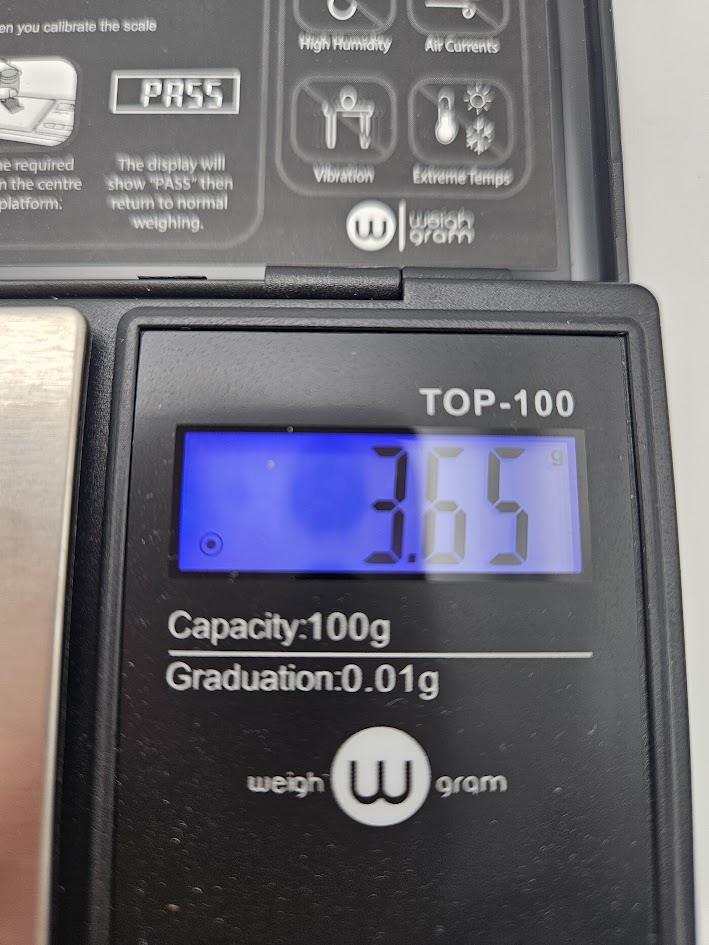 en you calibrate the scale
High Humidity
Air Currents
PASS
e required
n the centre
platform.
The display will
show "PASS" then
return to normal
weighing.
Vibration
Extreme Temps
W
weigh
gram
TOP-100
3.65 g
Capacity:100g
Graduation:0.01g
weigh W gram